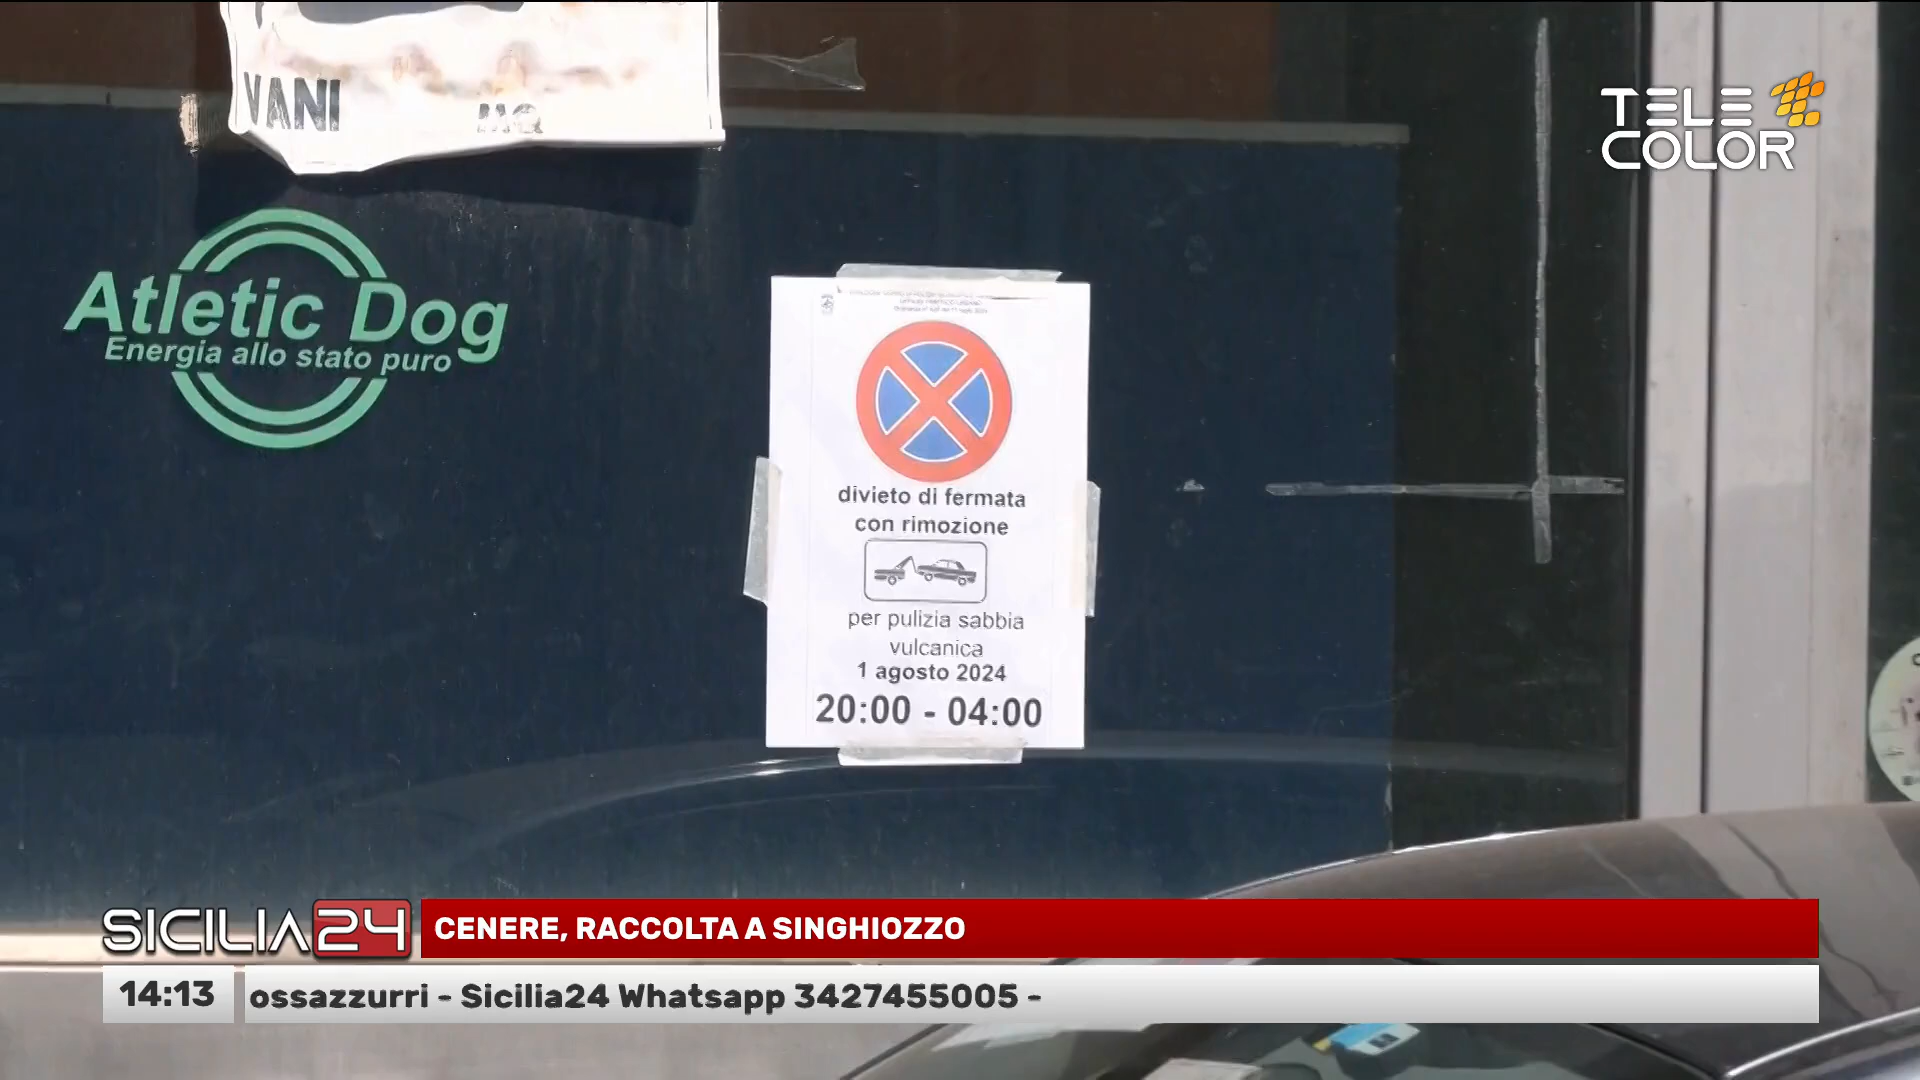 VANI
MQ
TELE
COLOR
Atletic Dog
Energia allo stato puro
divieto di fermata
con rimozione
per pulizia sabbia
vulcanica
1 agosto 2024
20:00 - 04:00
SICILIA24
CENERE, RACCOLTA A SINGHIOZZO
14:13
ossazzurri - Sicilia24 Whatsapp 3427455005 -